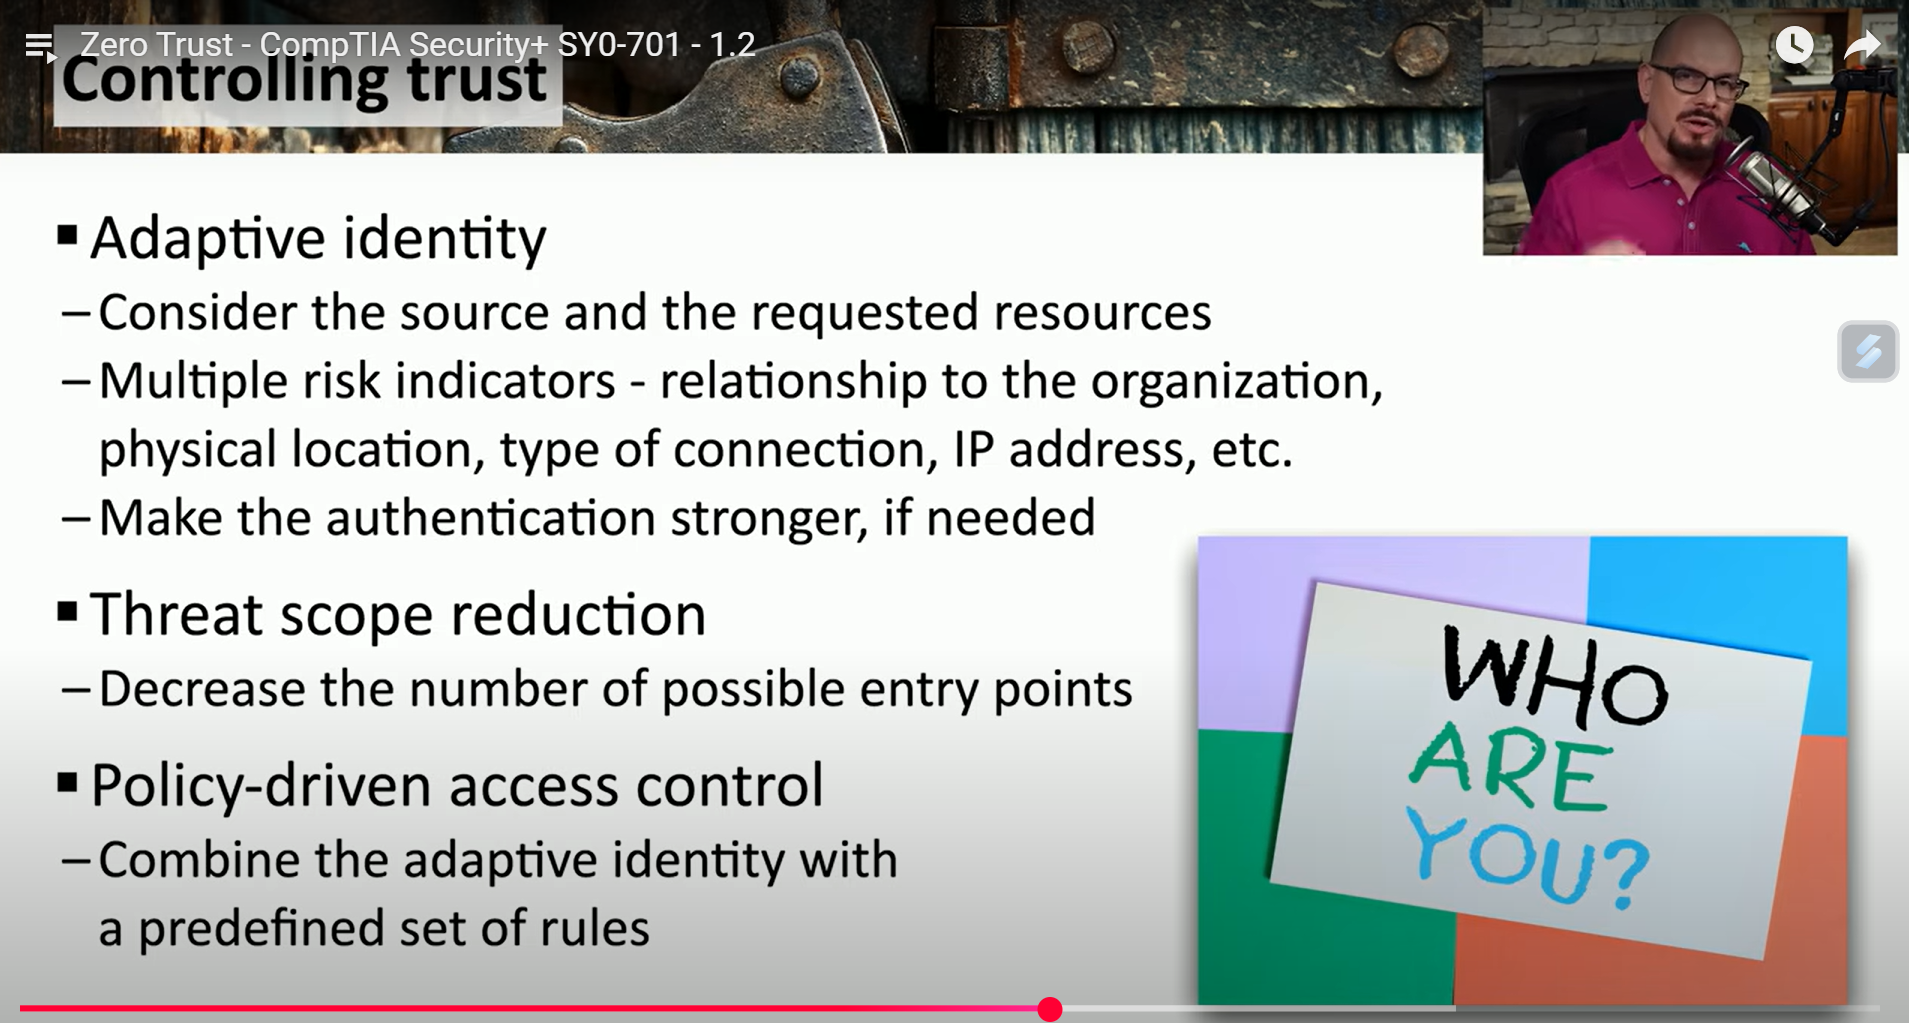 Zero Trust - CompTIA Security+ SY0-701 - 1.2
Controlling trust
▪ Adaptive identity
– Consider the source and the requested resources
– Multiple risk indicators - relationship to the organization,
physical location, type of connection, IP address, etc.
– Make the authentication stronger, if needed
▪ Threat scope reduction
– Decrease the number of possible entry points
▪ Policy-driven access control
– Combine the adaptive identity with
a predefined set of rules
WHO
ARE
YOU?